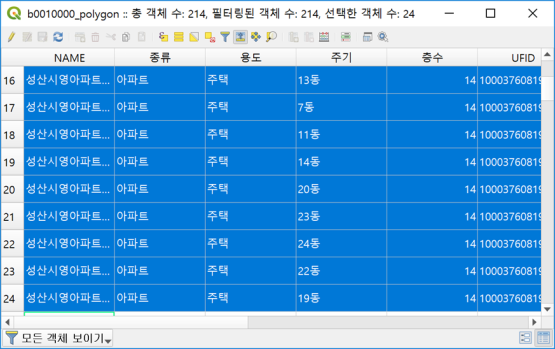 b0010000_polygon :: 총 객체 수: 214, 필터링된 객체 수: 214, 선택한 객체 수: 24
NAME 종류 용도 주기 층수 UFID
16 성산시영아파트... 아파트 주택 13동 14 10003760819
17 성산시영아파트... 아파트 주택 7동 14 10003760819
18 성산시영아파트... 아파트 주택 11동 14 10003760819
19 성산시영아파트... 아파트 주택 14동 14 10003760819
20 성산시영아파트... 아파트 주택 20동 14 10003760819
21 성산시영아파트... 아파트 주택 23동 14 10003760819
22 성산시영아파트... 아파트 주택 24동 14 10003760819
23 성산시영아파트... 아파트 주택 22동 14 10003760819
24 성산시영아파트... 아파트 주택 19동 14 10003760819
모든 객체 보이기